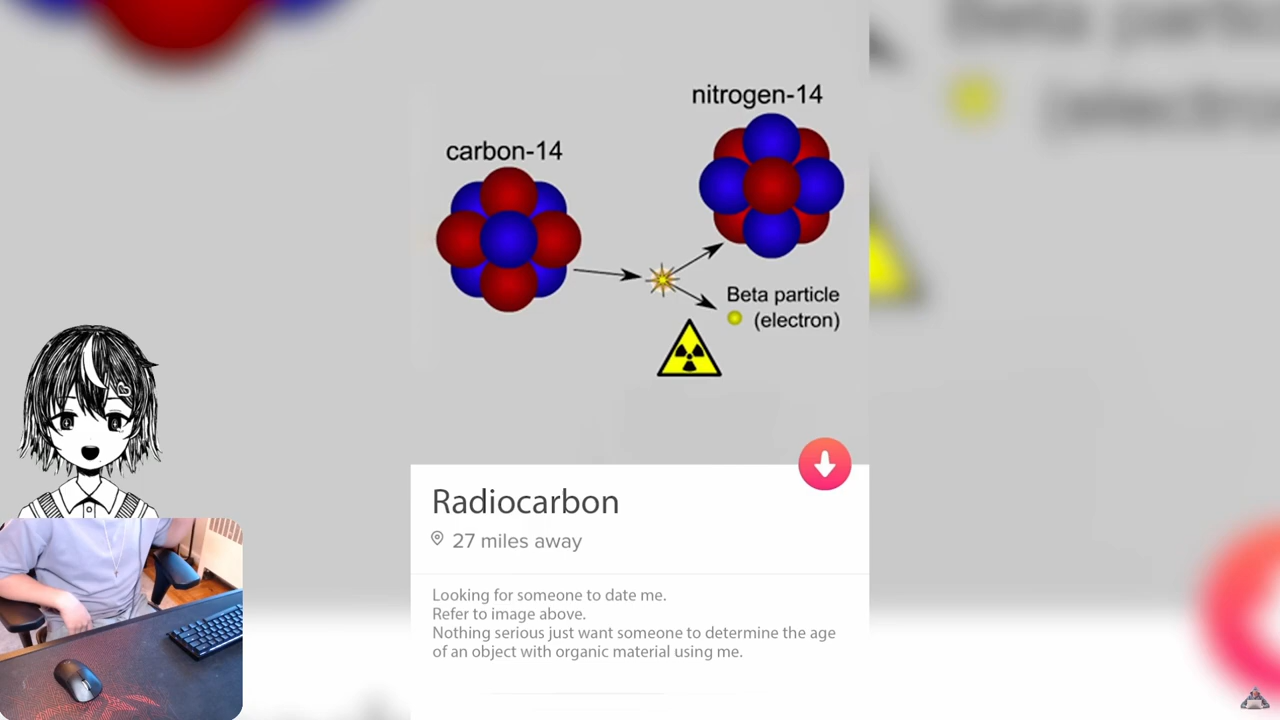 nitrogen-14
carbon-14
Beta particle
(electron)
Radiocarbon
27 miles away
Looking for someone to date me.
Refer to image above.
Nothing serious just want someone to determine the age
of an object with organic material using me.